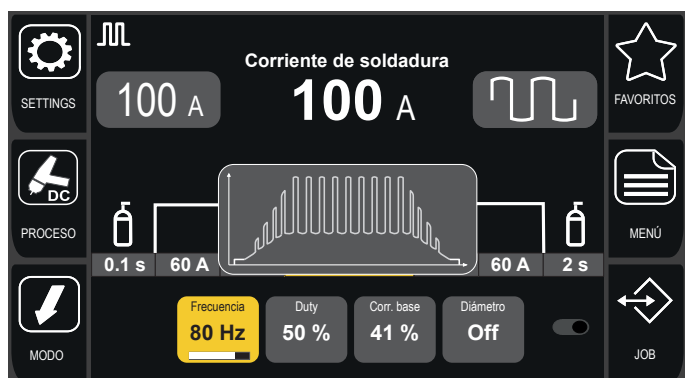 SETTINGS
PROCESO
DC
MODO
Corriente de soldadura
100 A
100 A
0.1 s
60 A
60 A
2 s
Frecuencia
80 Hz
Duty
50 %
Corr. base
41 %
Diámetro
Off
FAVORITOS
MENÚ
JOB